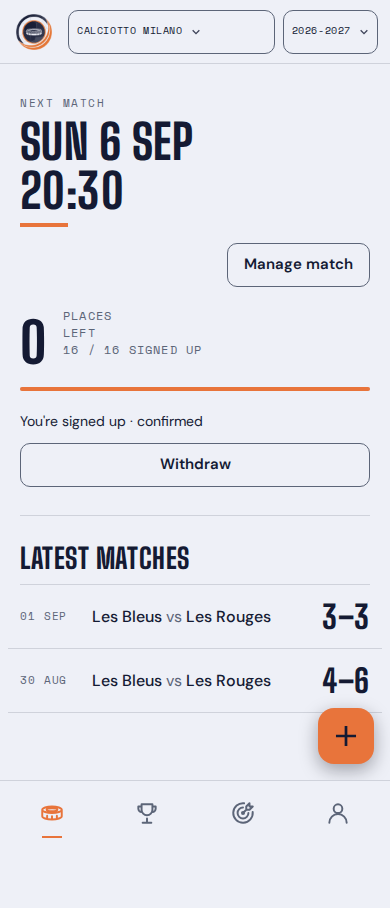 CALCIOTTO MILANO
2026-2027
NEXT MATCH
SUN 6 SEP
20:30
Manage match
0
PLACES
LEFT
16 / 16 SIGNED UP
You're signed up · confirmed
Withdraw
LATEST MATCHES
01 SEP Les Bleus vs Les Rouges 3–3
30 AUG Les Bleus vs Les Rouges 4–6